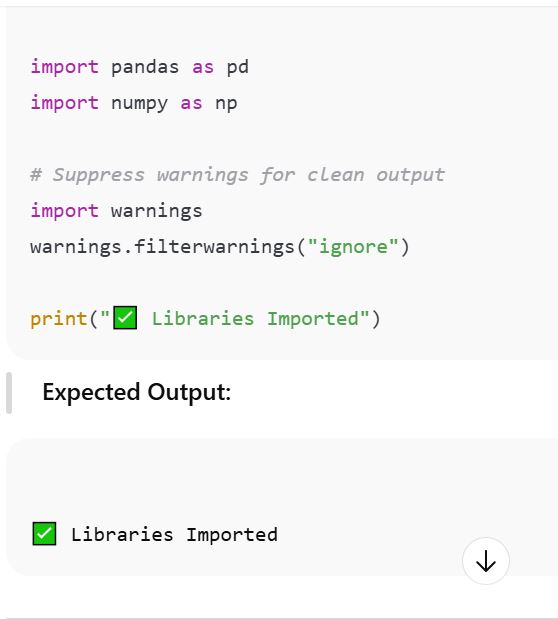 import pandas as pd
import numpy as np
# Suppress warnings for clean output
import warnings
warnings.filterwarnings("ignore")
print("✅ Libraries Imported")
Expected Output:
✅ Libraries Imported